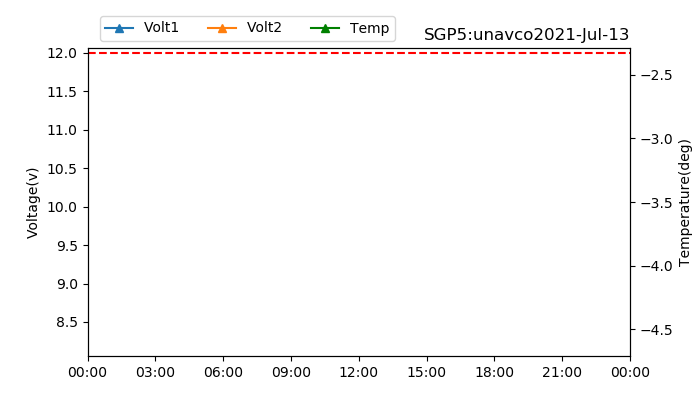 Volt1 Volt2 Temp
SGP5:unavco2021-Jul-13
12.0
11.5
11.0
10.5
10.0
9.5
9.0
8.5
Voltage(v)
−2.5
−3.0
−3.5
−4.0
−4.5
Temperature(deg)
00:00 03:00 06:00 09:00 12:00 15:00 18:00 21:00 00:00